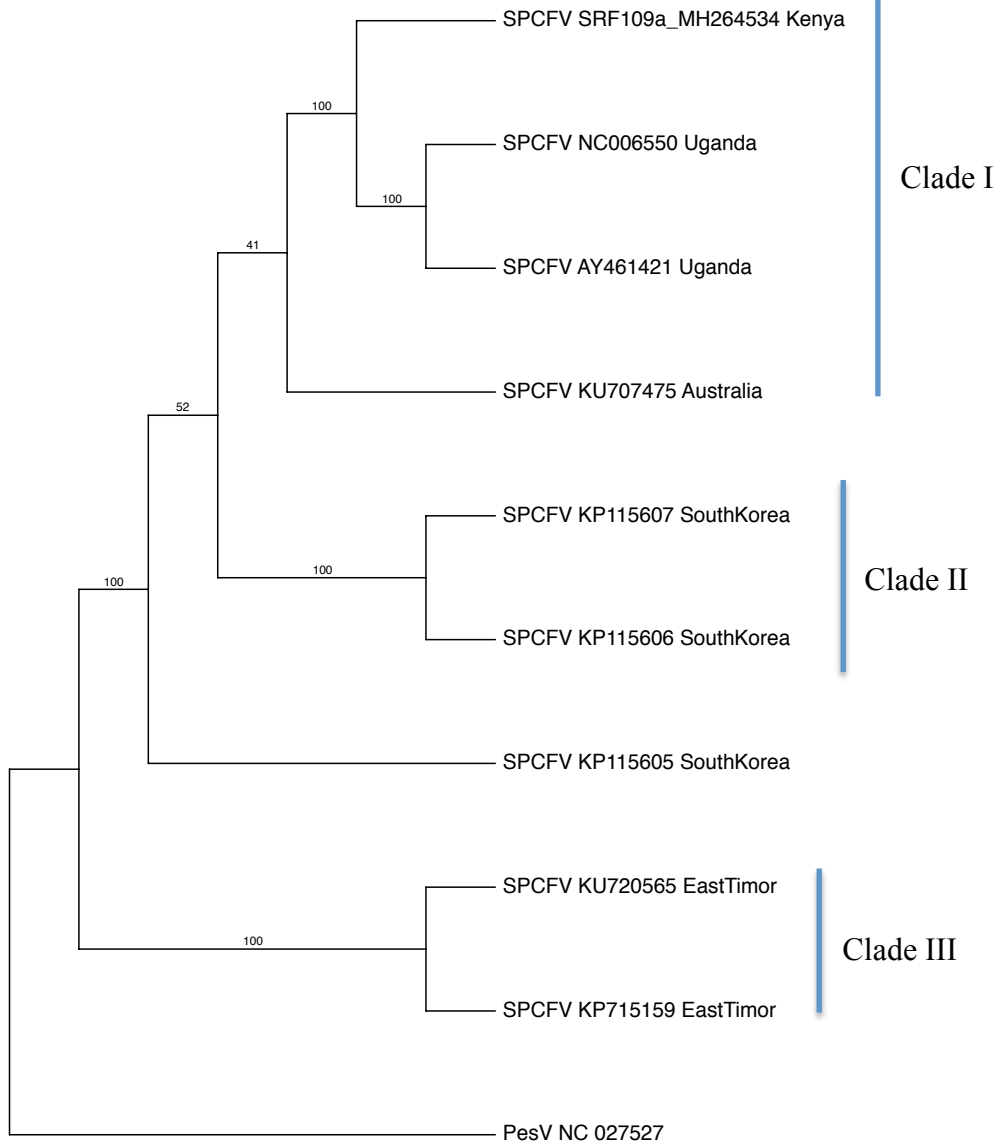 SPCFV SRF109a_MH264534 Kenya
100
SPCFV NC006550 Uganda
Clade I
100
41
SPCFV AY461421 Uganda
SPCFV KU707475 Australia
52
SPCFV KP115607 SouthKorea
100
Clade II
100
SPCFV KP115606 SouthKorea
SPCFV KP115605 SouthKorea
SPCFV KU720565 EastTimor
100
Clade III
SPCFV KP715159 EastTimor
PesV NC 027527